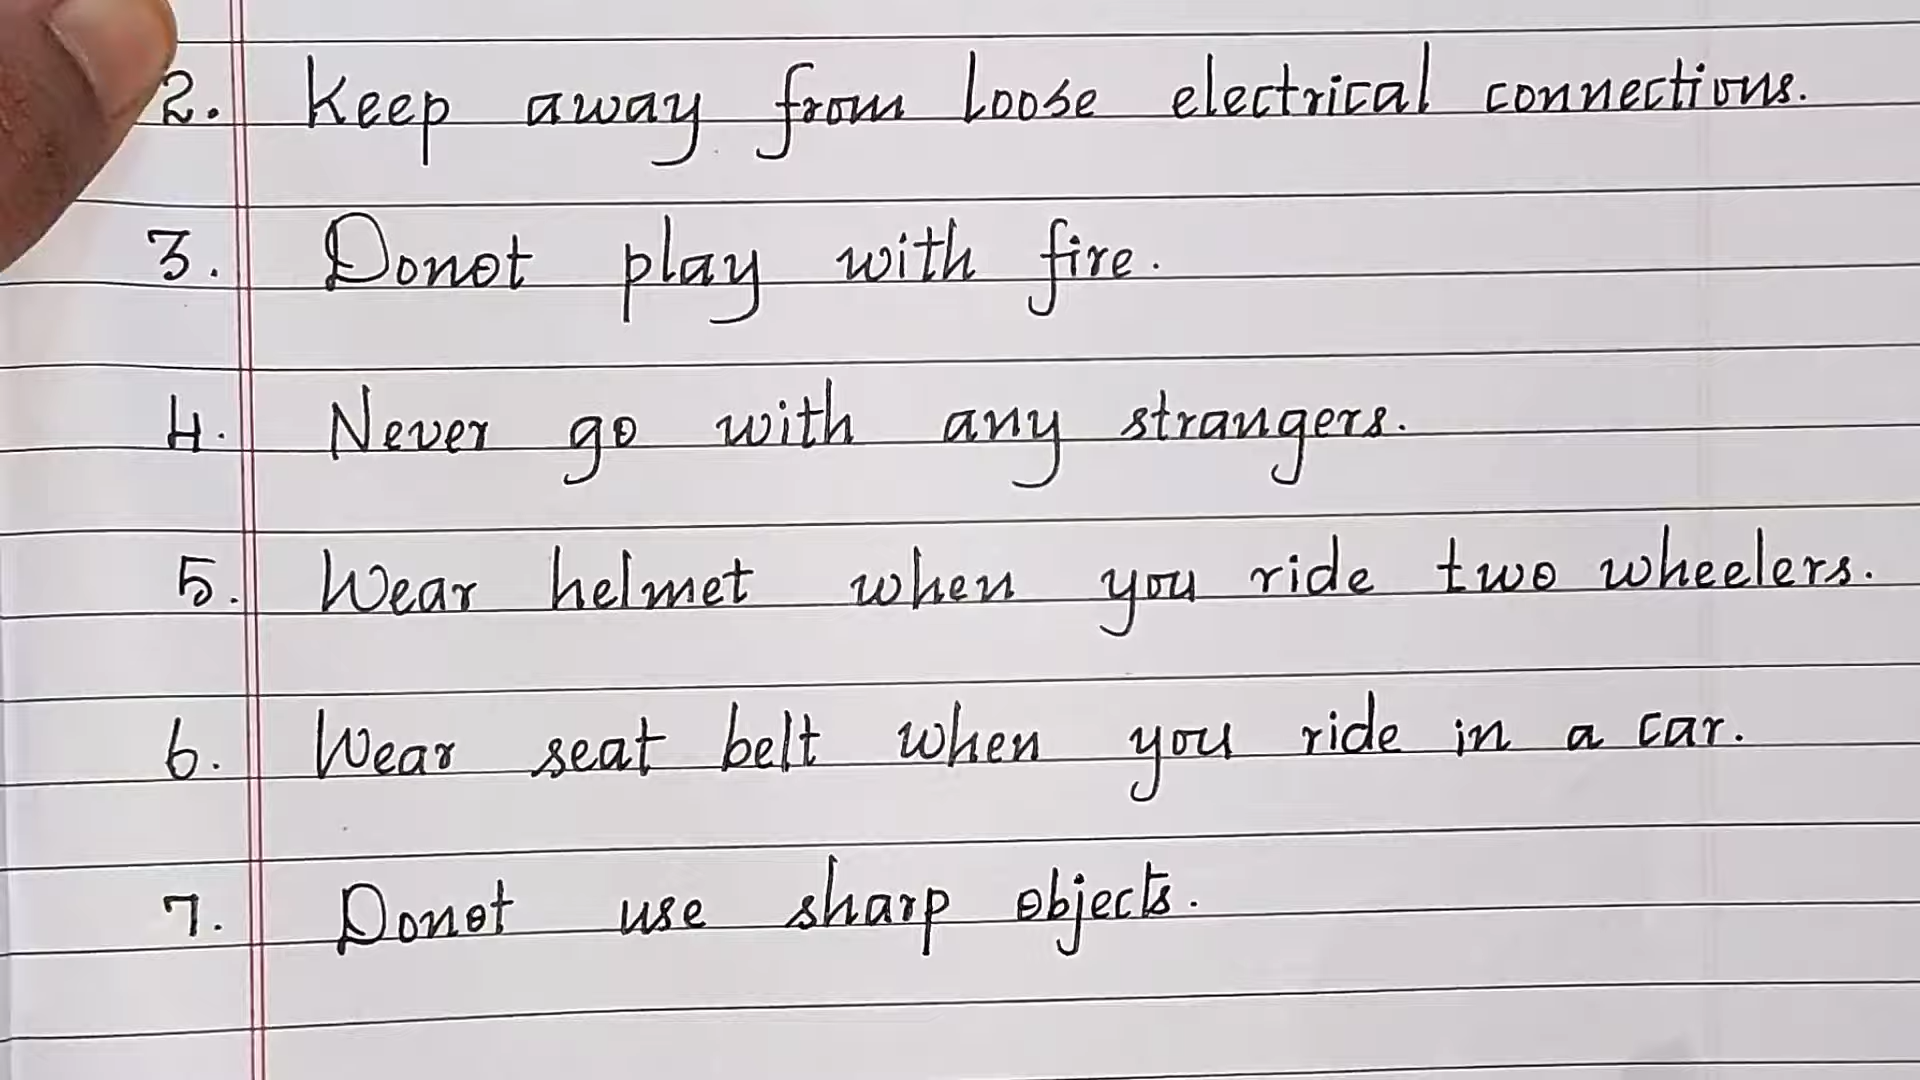 2. Keep away from loose electrical connections.
3. Donot play with fire.
4. Never go with any strangers.
5. Wear helmet when you ride two wheelers.
6. Wear seat belt when you ride in a car.
7. Donot use sharp objects.